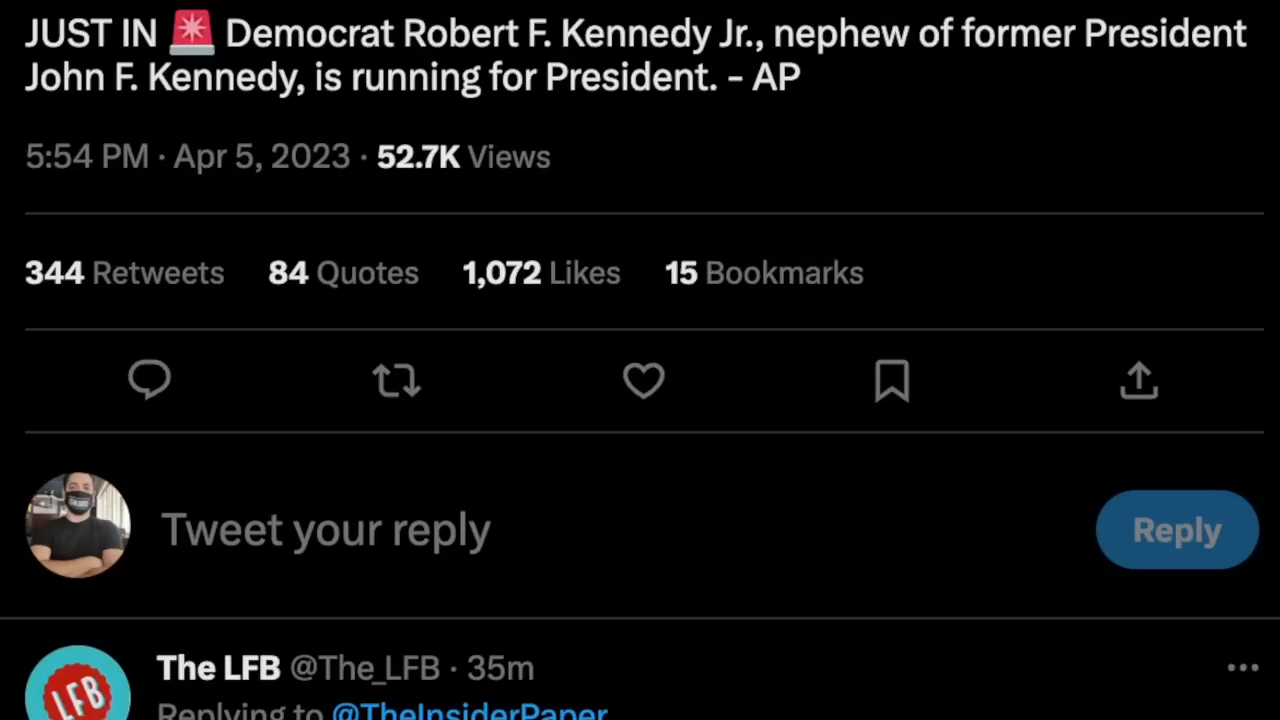 JUST IN 🚨 Democrat Robert F. Kennedy Jr., nephew of former President
John F. Kennedy, is running for President. - AP
5:54 PM · Apr 5, 2023 · 52.7K Views
344 Retweets 84 Quotes 1,072 Likes 15 Bookmarks
Tweet your reply
Reply
The LFB @The_LFB · 35m
LFB
Replying to @TheInsiderPaper